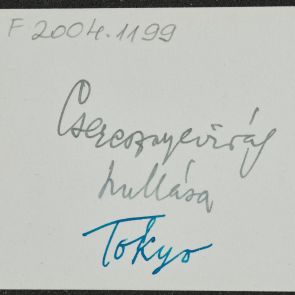 F 2004.1199
Cseresznyevirág
hullása
Tokyo